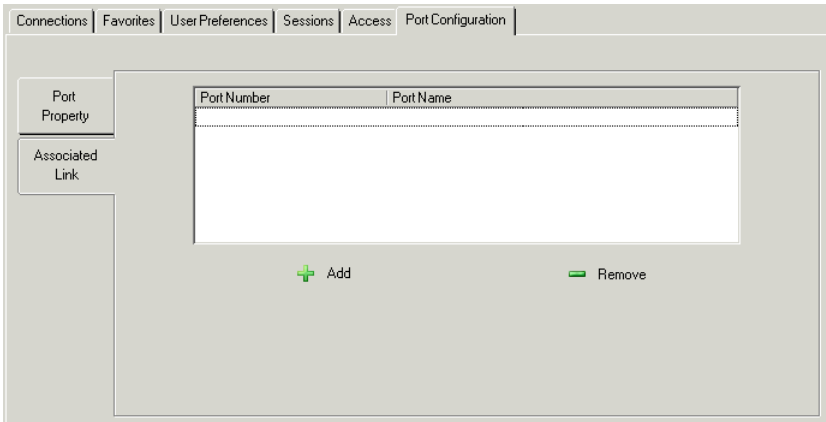 Connections Favorites User Preferences Sessions Access Port Configuration
Port
Property
Associated
Link
Port Number Port Name
Add Remove